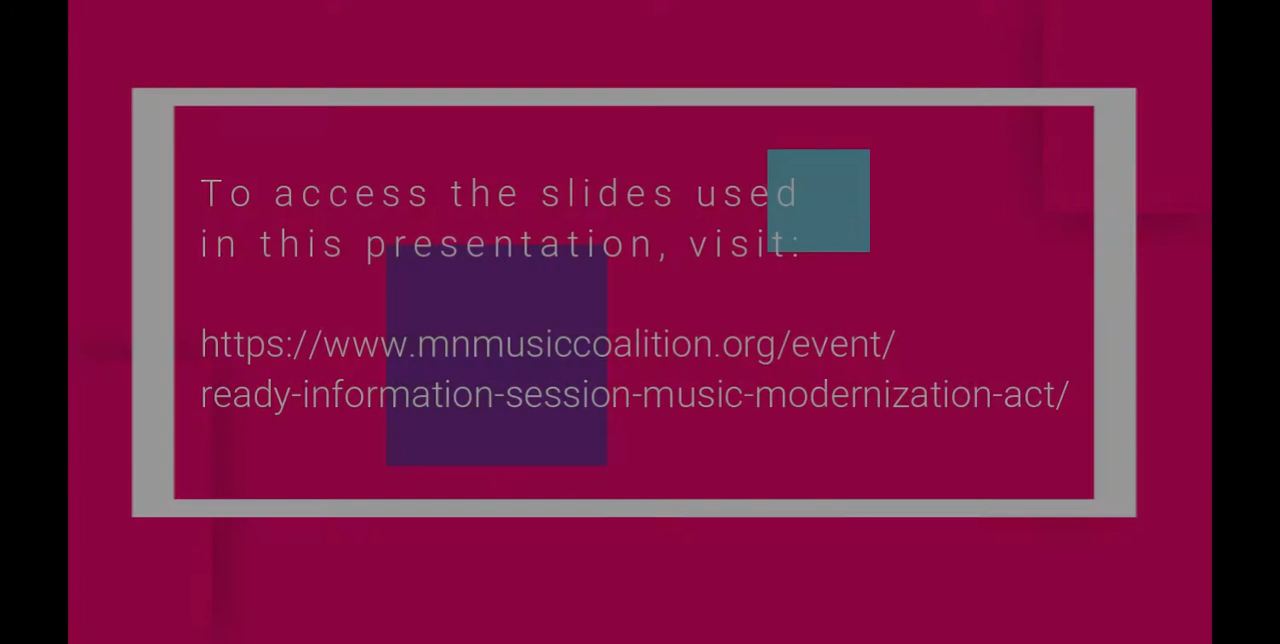 To access the slides used
in this presentation, visit:
https://www.mnmusiccoalition.org/event/
ready-information-session-music-modernization-act/